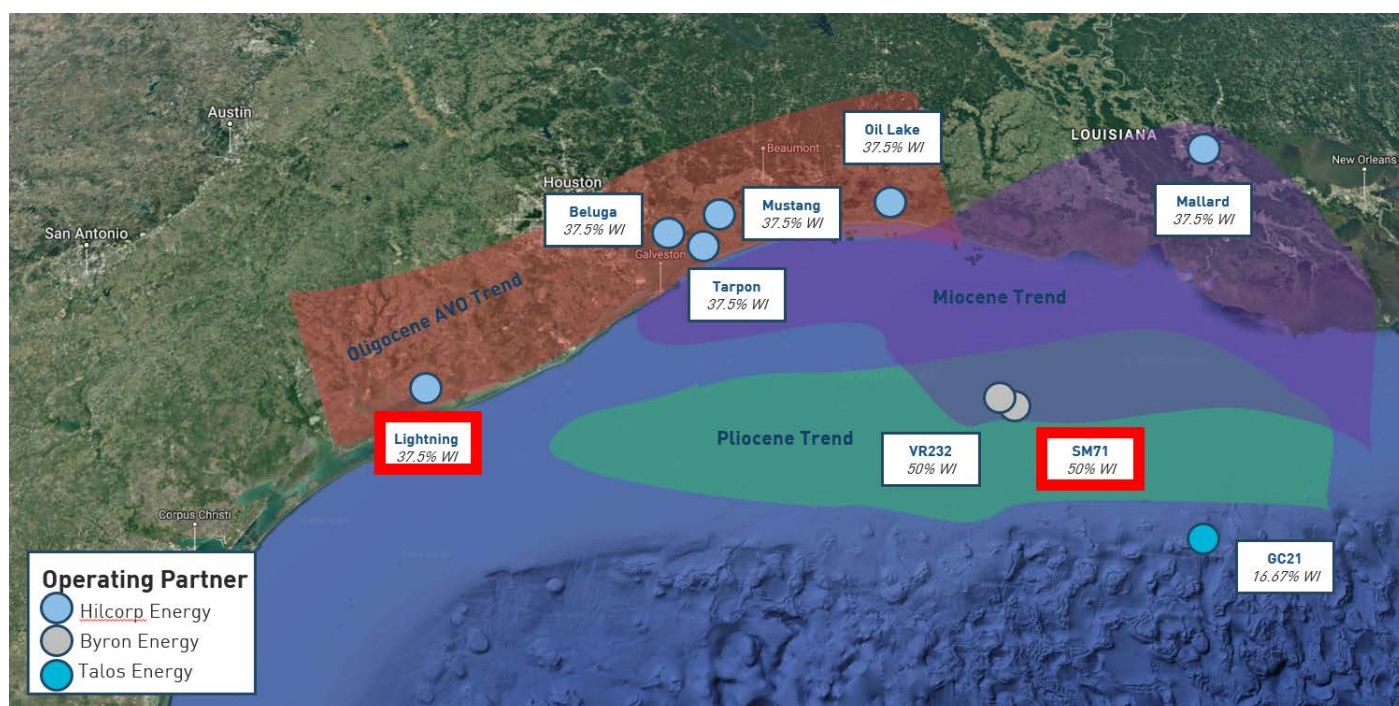 Austin
San Antonio
Houston
Beaumont
Galveston
Corpus Christi
LOUISIANA
New Orleans
Oil Lake
37.5% WI
Beluga
37.5% WI
Mustang
37.5% WI
Tarpon
37.5% WI
Mallard
37.5% WI
Oligocene AVO Trend
Miocene Trend
Pliocene Trend
Lightning
37.5% WI
VR232
50% WI
SM71
50% WI
GC21
16.67% WI
Operating Partner
Hilcorp Energy
Byron Energy
Talos Energy